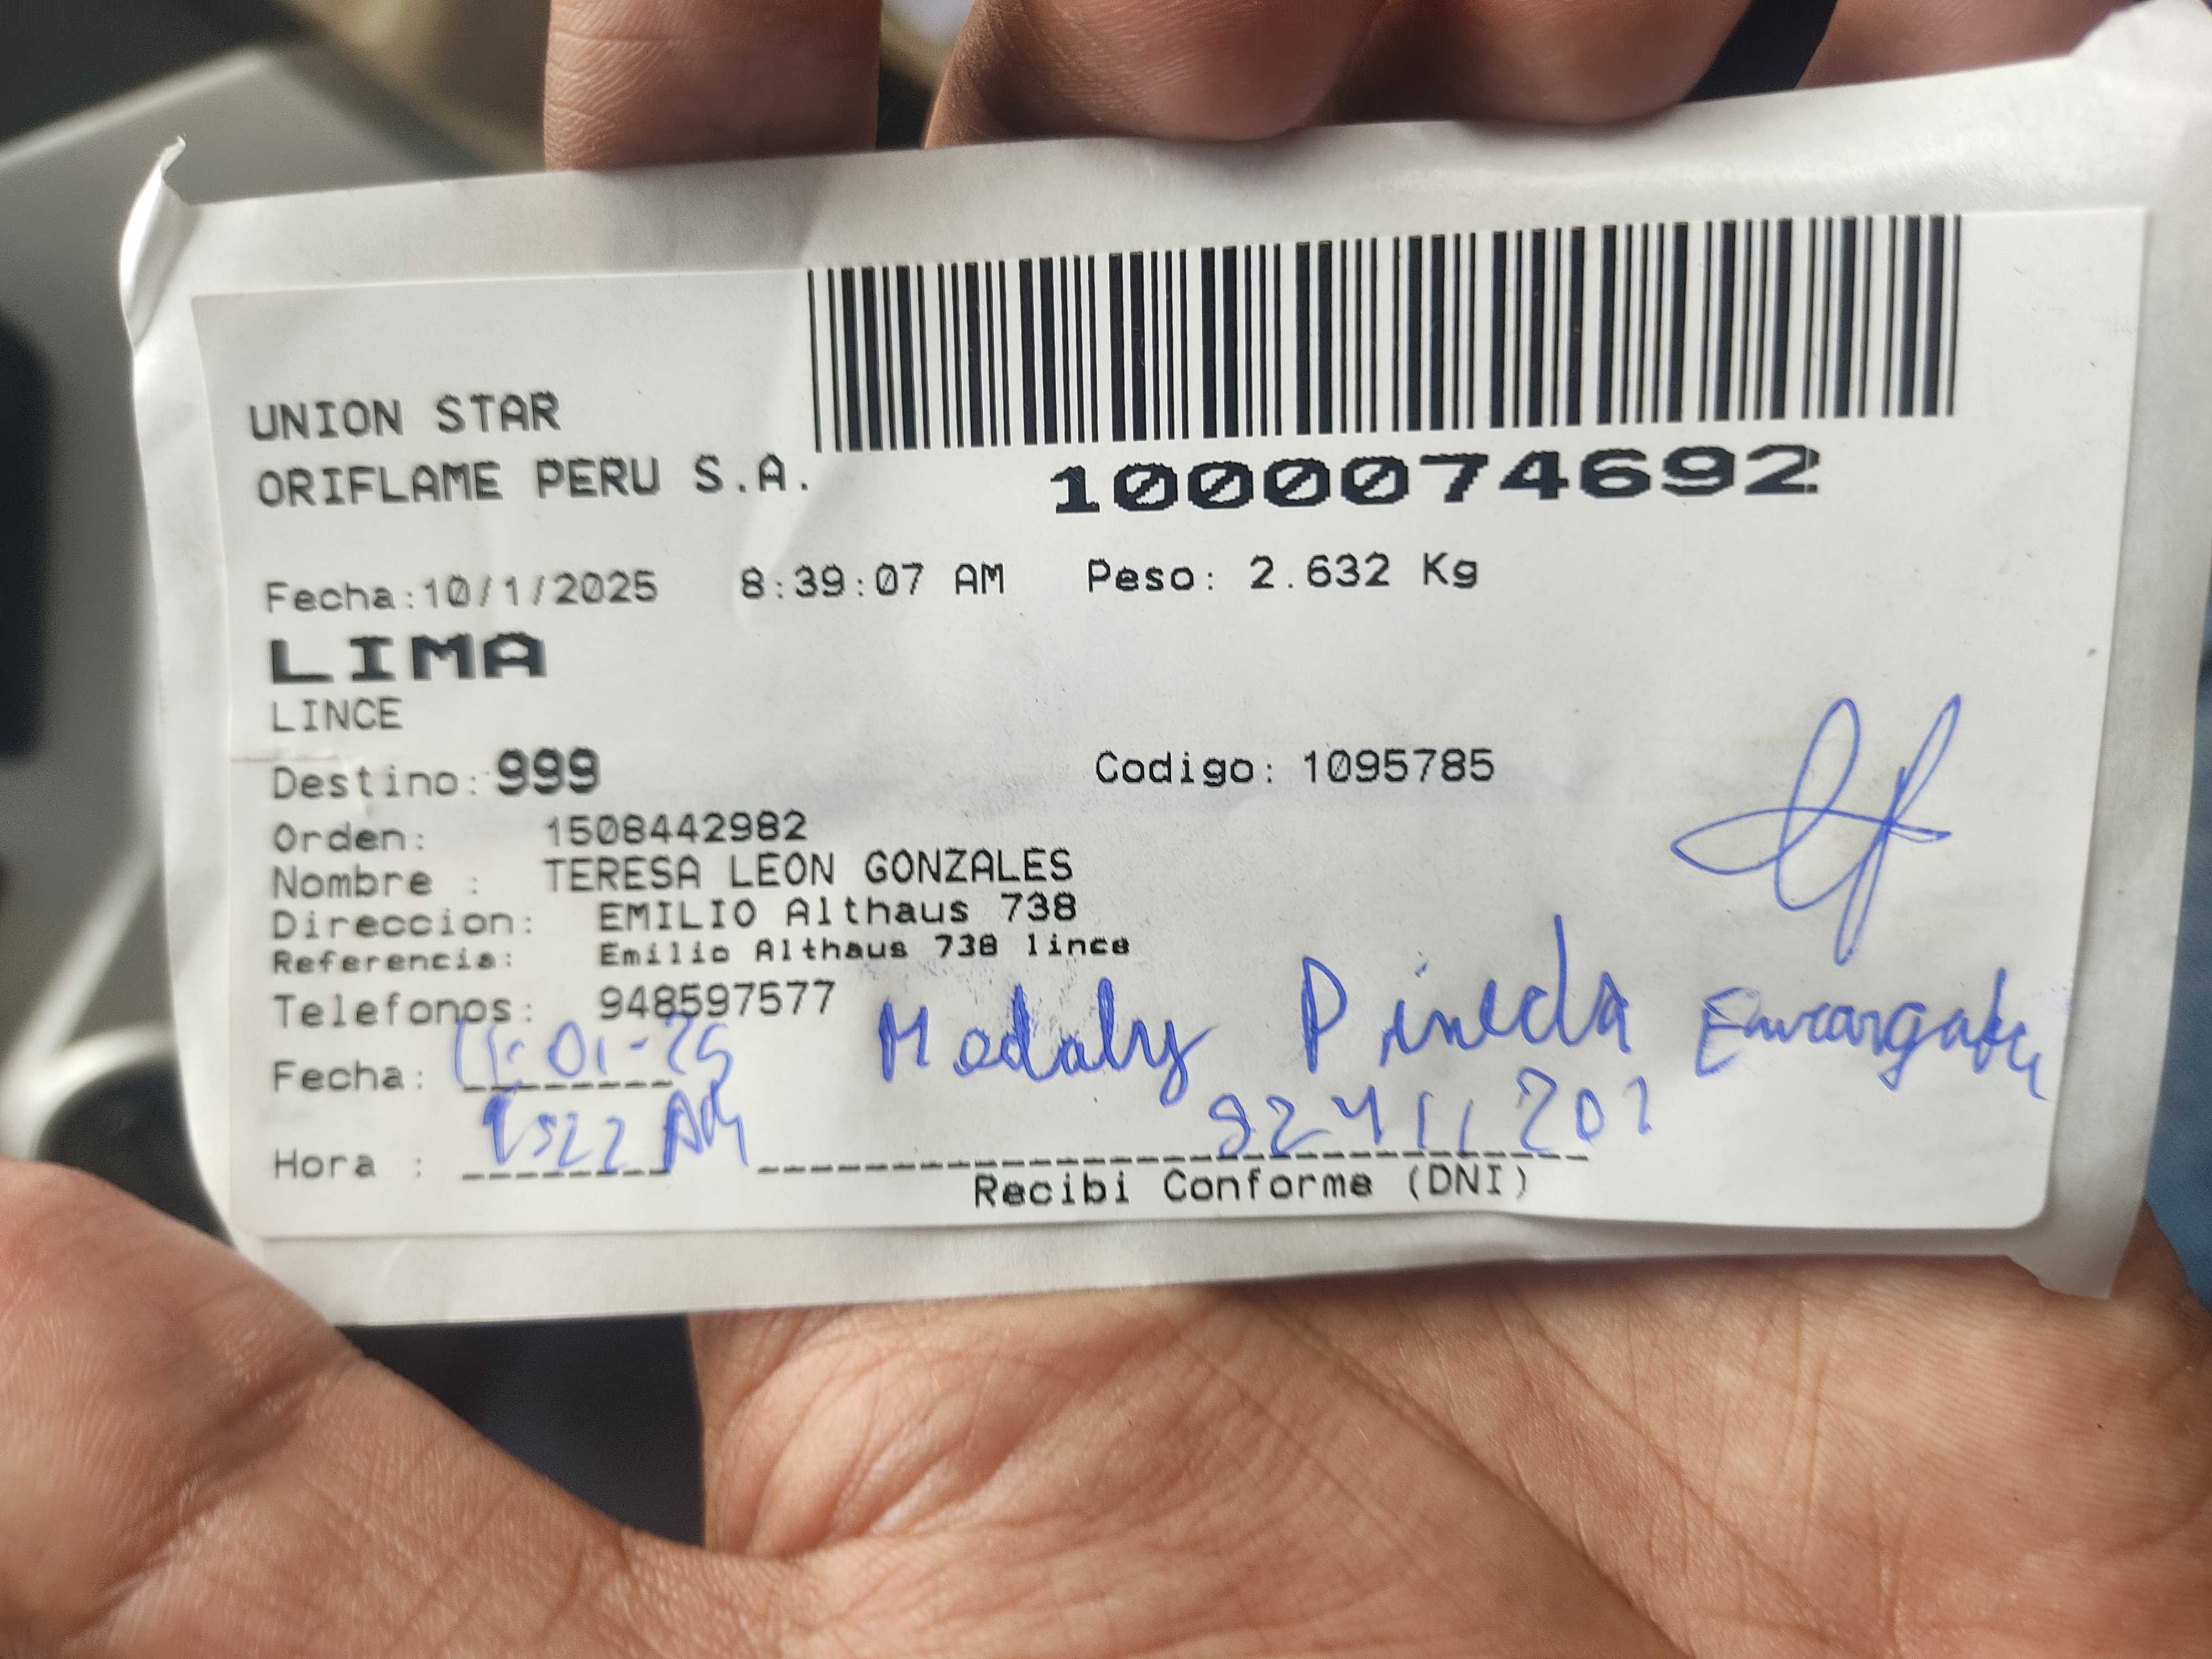 UNION STAR
ORIFLAME PERU S.A.
1000074692
Fecha:10/1/2025 8:39:07 AM Peso: 2.632 Kg
LIMA
LINCE
Destino: 999 Codigo: 1095785
Orden: 1508442982
Nombre : TERESA LEON GONZALES
Direccion: EMILIO Althaus 738
Referencia: Emilio Althaus 738 lince
Telefonos: 948597577
Pineda
Fecha:
Hora :
Recibi Conforme (DNI)